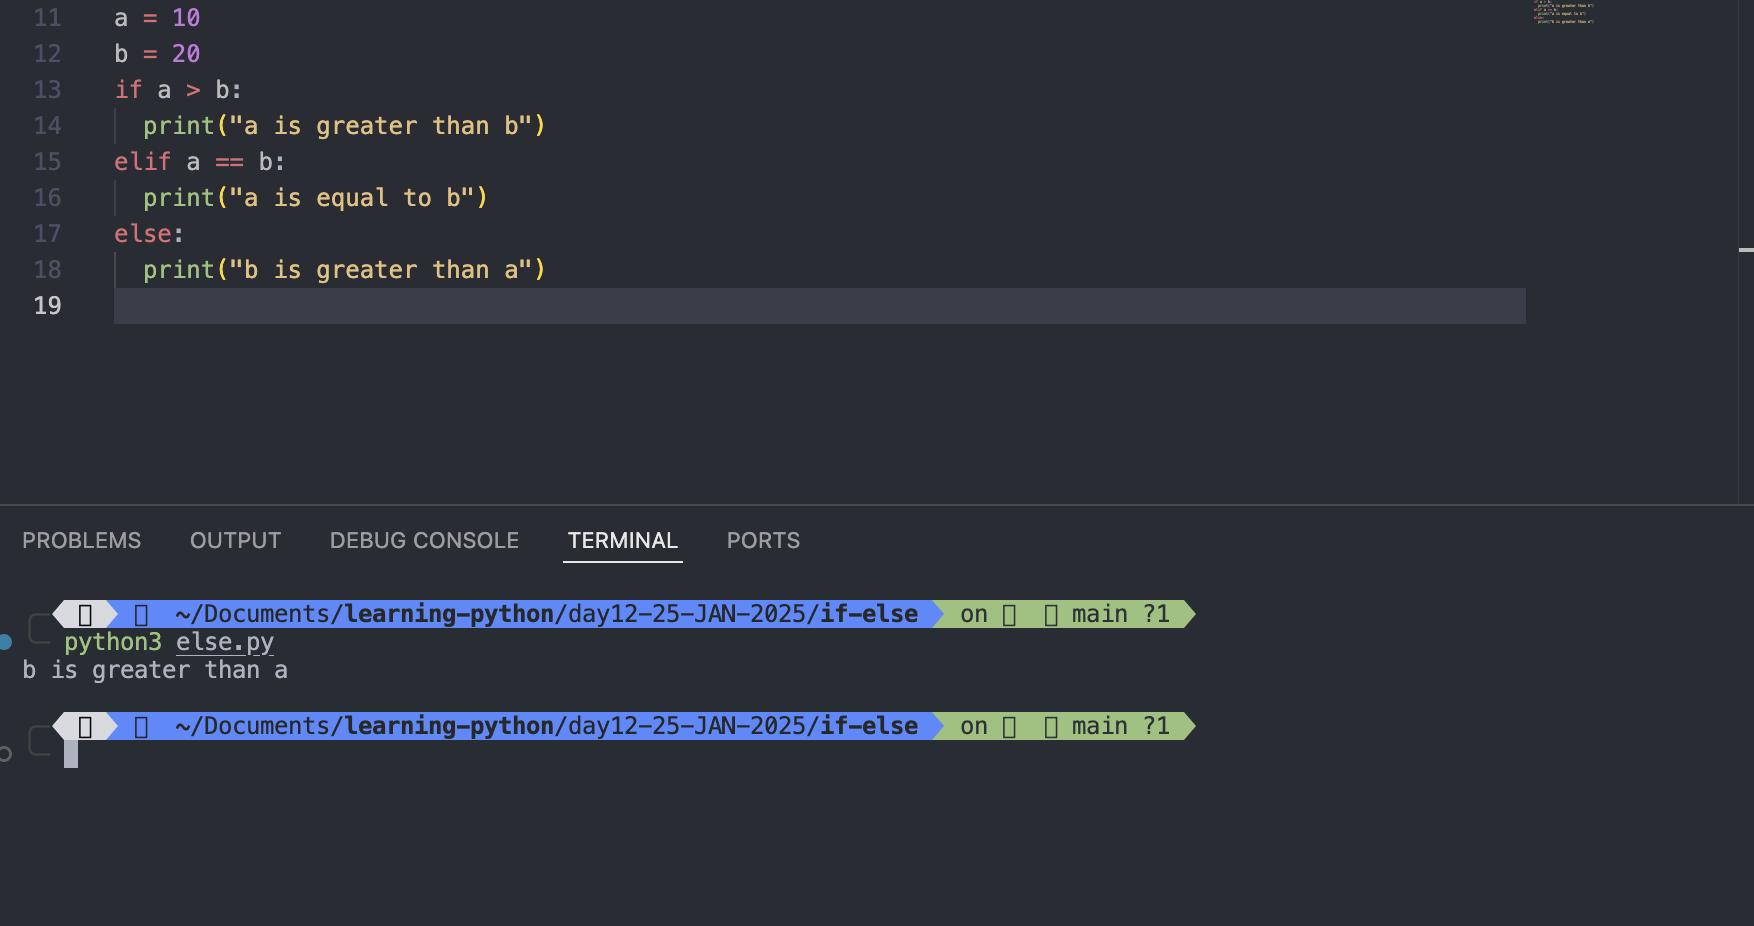 11 a = 10
12 b = 20
13 if a > b:
14 print("a is greater than b")
15 elif a == b:
16 print("a is equal to b")
17 else:
18 print("b is greater than a")
19
PROBLEMS OUTPUT DEBUG CONSOLE TERMINAL PORTS
~/Documents/learning-python/day12-25-JAN-2025/if-else on main ?1
python3 else.py
b is greater than a
~/Documents/learning-python/day12-25-JAN-2025/if-else on main ?1